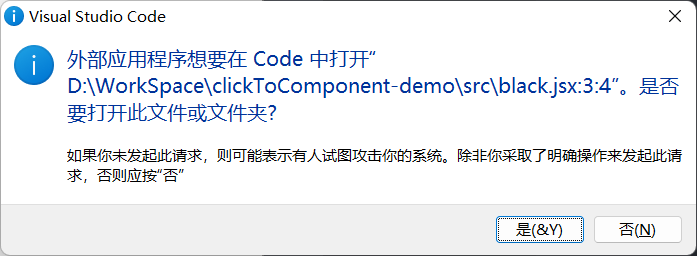 Visual Studio Code
外部应用程序想要在 Code 中打开“
D:\WorkSpace\clickToComponent-demo\src\black.jsx:3:4”。是否
要打开此文件或文件夹?
如果你未发起此请求，则可能表示有人试图攻击你的系统。除非你采取了明确操作来发起此请
求，否则应按“否”
是(&Y)
否(N)